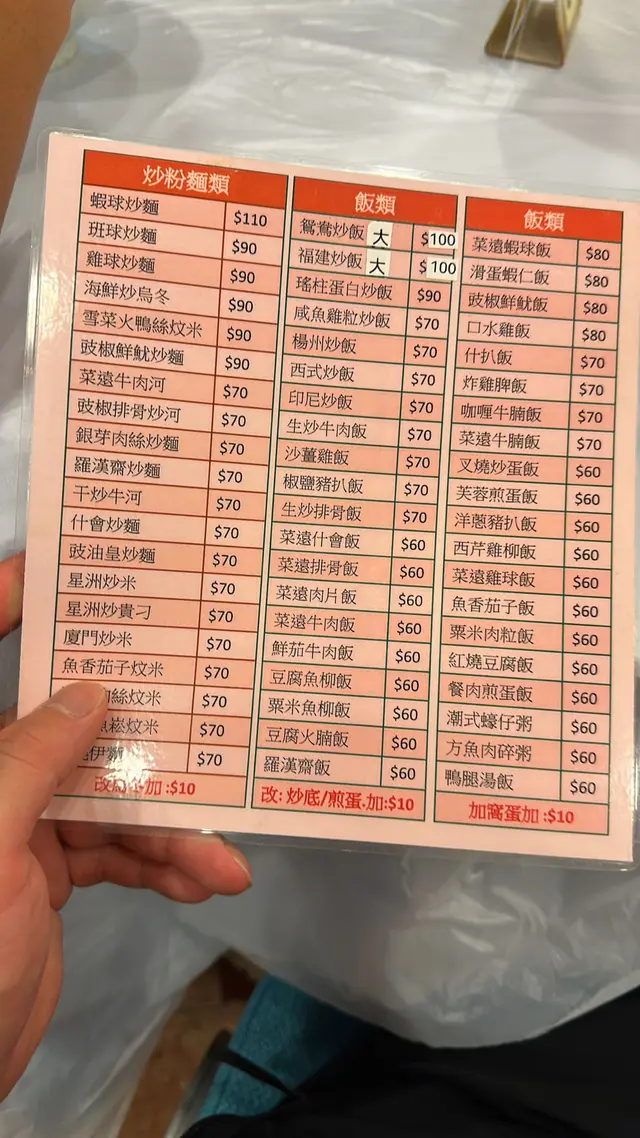 炒粉麵類
蝦球炒麵 $110
班球炒麵 $90
雞球炒麵 $90
海鮮炒烏冬 $90
雪菜火鴨絲炆米 $90
豉椒鮮魷炒麵 $90
菜遠牛肉河 $70
豉椒排骨炒河 $70
銀芽肉絲炒麵 $70
羅漢齋炒麵 $70
干炒牛河 $70
什會炒麵 $70
豉油皇炒麵 $70
星洲炒米 $70
星洲炒貴刁 $70
廈門炒米 $70
魚香茄子炆米 $70
絲炆米 $70
崧炆米 $70
伊麵 $70
加:$10
飯類
鴛鴦炒飯 大 $100
福建炒飯 大 $100
瑤柱蛋白炒飯 $90
咸魚雞粒炒飯 $70
楊州炒飯 $70
西式炒飯 $70
印尼炒飯 $70
生炒牛肉飯 $70
沙薑雞飯 $70
椒鹽豬扒飯 $70
生炒排骨飯 $70
菜遠什會飯 $60
菜遠排骨飯 $60
菜遠肉片飯 $60
菜遠牛肉飯 $60
鮮茄牛肉飯 $60
豆腐魚柳飯 $60
粟米魚柳飯 $60
豆腐火腩飯 $60
羅漢齋飯 $60
改: 炒底/煎蛋.加:$10
飯類
菜遠蝦球飯 $80
滑蛋蝦仁飯 $80
豉椒鮮魷飯 $80
口水雞飯 $80
什扒飯 $70
炸雞脾飯 $70
咖喱牛腩飯 $70
菜遠牛腩飯 $70
叉燒炒蛋飯 $60
芙蓉煎蛋飯 $60
洋蔥豬扒飯 $60
西芹雞柳飯 $60
菜遠雞球飯 $60
魚香茄子飯 $60
粟米肉粒飯 $60
紅燒豆腐飯 $60
餐肉煎蛋飯 $60
潮式蠔仔粥 $60
方魚肉碎粥 $60
鴨腿湯飯 $60
加窩蛋加:$10